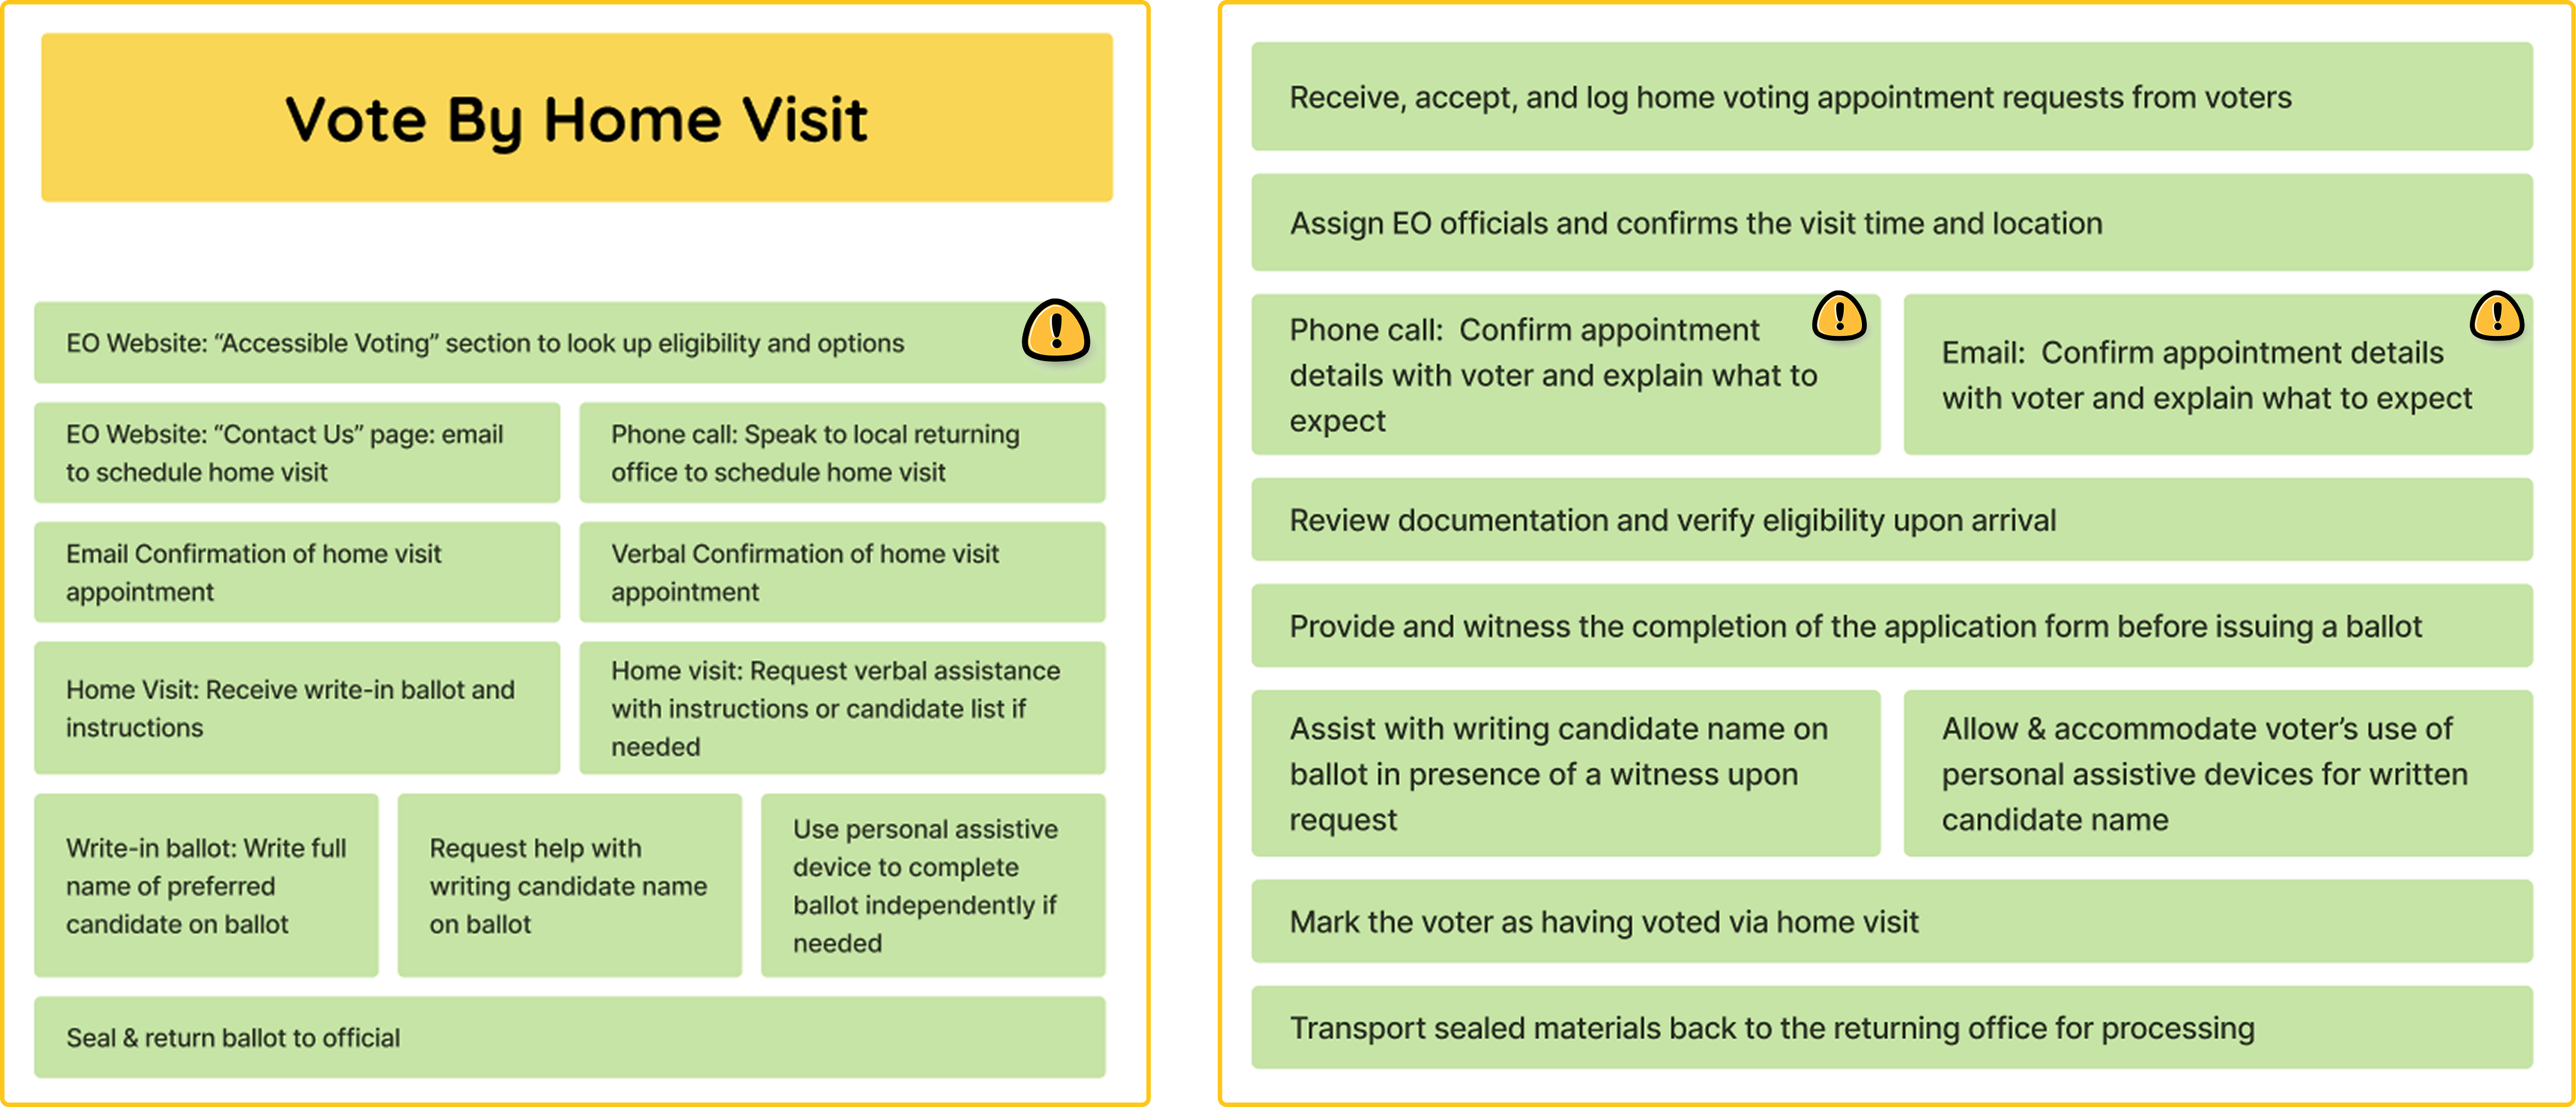 Vote By Home Visit
EO Website: “Accessible Voting” section to look up eligibility and options
EO Website: “Contact Us” page: email
to schedule home visit
Phone call: Speak to local returning
office to schedule home visit
Email Confirmation of home visit
appointment
Verbal Confirmation of home visit
appointment
Home Visit: Receive write-in ballot and
instructions
Home visit: Request verbal assistance
with instructions or candidate list if
needed
Write-in ballot: Write full
name of preferred
candidate on ballot
Request help with
writing candidate name
on ballot
Use personal assistive
device to complete
ballot independently if
needed
Seal & return ballot to official
Receive, accept, and log home voting appointment requests from voters
Assign EO officials and confirms the visit time and location
Phone call: Confirm appointment
details with voter and explain what to
expect
Email: Confirm appointment details
with voter and explain what to expect
Review documentation and verify eligibility upon arrival
Provide and witness the completion of the application form before issuing a ballot
Assist with writing candidate name on
ballot in presence of a witness upon
request
Allow & accommodate voter’s use of
personal assistive devices for written
candidate name
Mark the voter as having voted via home visit
Transport sealed materials back to the returning office for processing